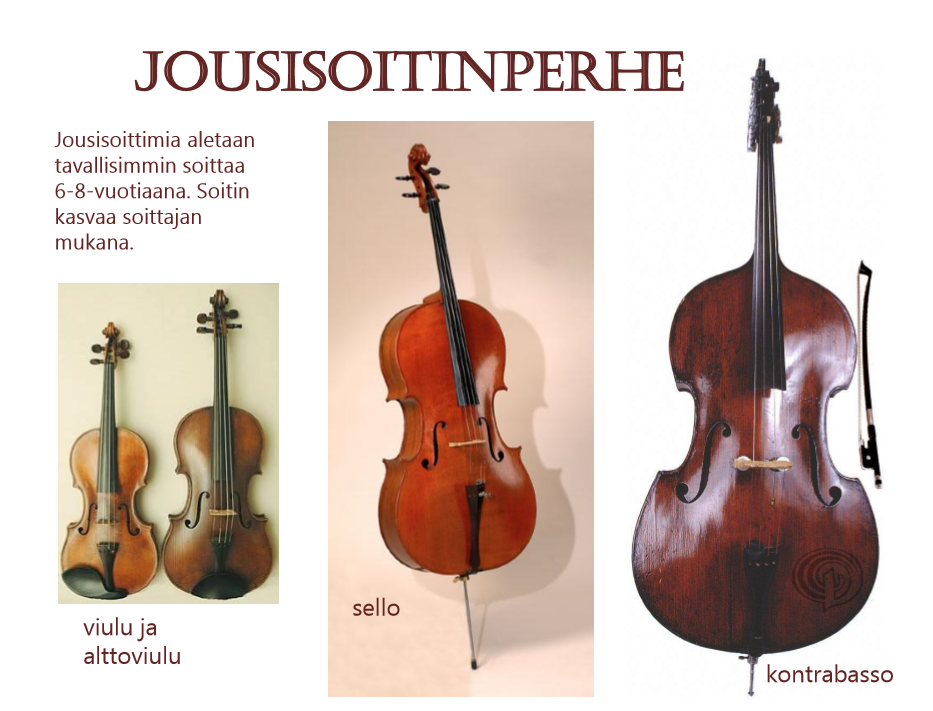 JOUSISOITINPERHE
Jousisoittimia aletaan
tavallisimmin soittaa
6-8-vuotiaana. Soitin
kasvaa soittajan
mukana.
viulu ja
alttoviulu
sello
kontrabasso